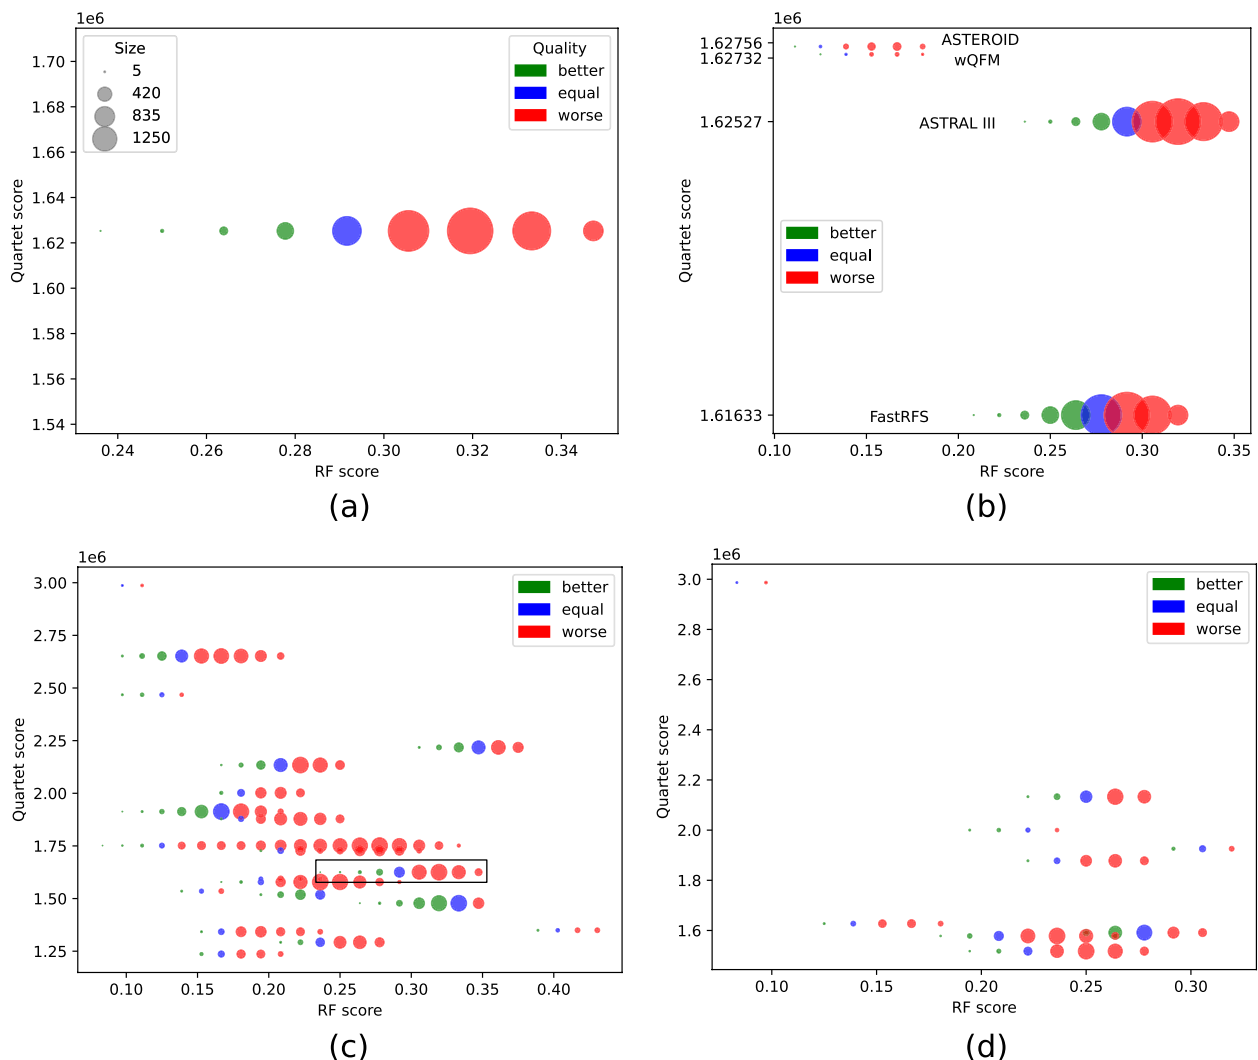 1e6
Size
5
420
835
1250
Quality
better
equal
worse
1.70
1.68
1.66
1.64
1.62
1.60
1.58
1.56
1.54
Quartet score
0.24
0.26
0.28
0.30
0.32
0.34
RF score
(a)
1e6
1.62756
1.62732
1.62527
1.61633
Quartet score
ASTEROID
wQFM
ASTRAL III
better
equal
worse
FastRFS
0.10
0.15
0.20
0.25
0.30
0.35
RF score
(b)
1e6
3.00
2.75
2.50
2.25
2.00
1.75
1.50
1.25
Quartet score
better
equal
worse
0.10
0.15
0.20
0.25
0.30
0.35
0.40
RF score
(c)
1e6
3.0
2.8
2.6
2.4
2.2
2.0
1.8
1.6
Quartet score
better
equal
worse
0.10
0.15
0.20
0.25
0.30
RF score
(d)